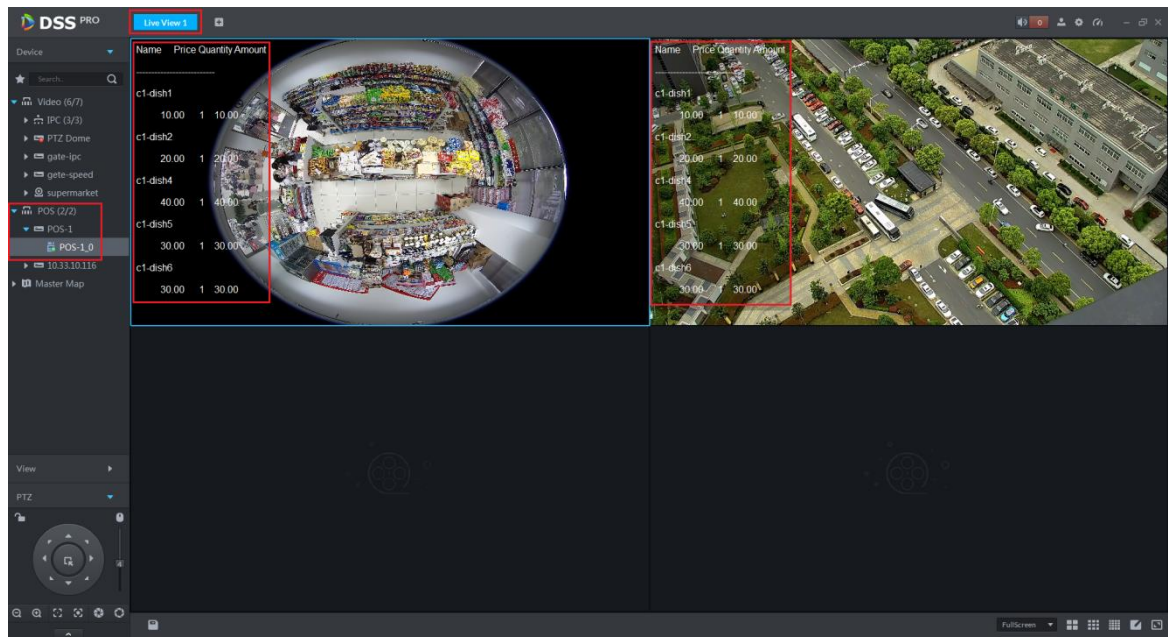 DSS PRO
Live View 1
0
Device
Search..
Video (6/7)
IPC (3/3)
PTZ Dome
gate-ipc
gete-speed
supermarket
POS (2/2)
POS-1
POS-1_0
10.33.10.116
Master Map
Name Price Quantity Amount
--------------------
c1-dish1
10.00 1 10.00
c1-dish2
20.00 1 20.00
c1-dish4
40.00 1 40.00
c1-dish5
30.00 1 30.00
c1-dish6
30.00 1 30.00
Name Price Quantity Amount
--------------------
c1-dish1
10.00 1 10.00
c1-dish2
20.00 1 20.00
c1-dish4
40.00 1 40.00
c1-dish5
30.00 1 30.00
c1-dish6
30.00 1 30.00
View
PTZ
4
FullScreen